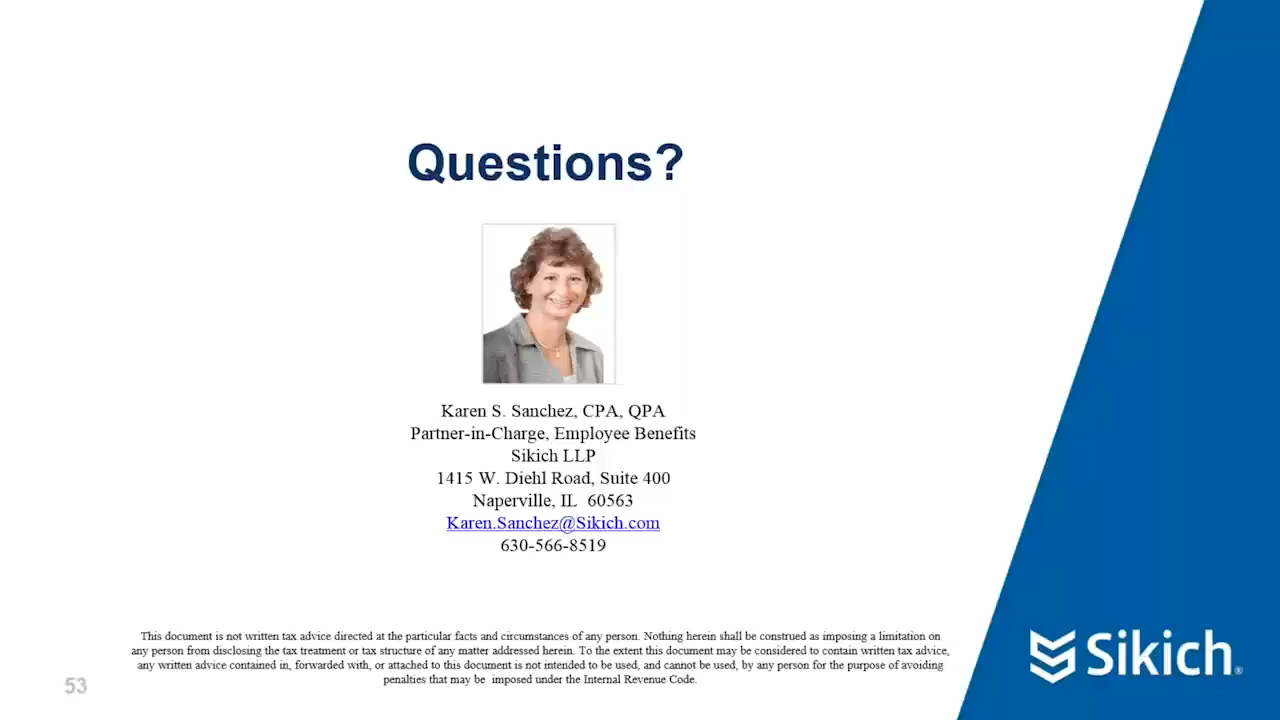 Questions?
Karen S. Sanchez, CPA, QPA
Partner-in-Charge, Employee Benefits
Sikich LLP
1415 W. Diehl Road, Suite 400
Naperville, IL  60563
Karen.Sanchez@Sikich.com
630-566-8519
This document is not written tax advice directed at the particular facts and circumstances of any person. Nothing herein shall be construed as imposing a limitation on
any person from disclosing the tax treatment or tax structure of any matter addressed herein. To the extent this document may be considered to contain written tax advice,
any written advice contained in, forwarded with, or attached to this document is not intended to be used, and cannot be used, by any person for the purpose of avoiding
penalties that may be  imposed under the Internal Revenue Code.
53
Sikich®